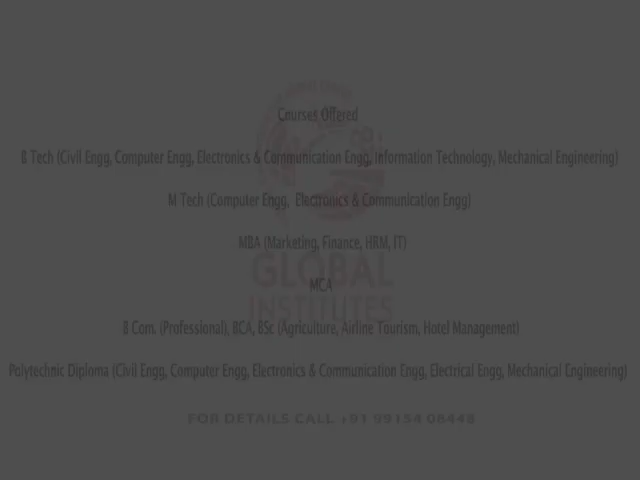 Courses Offered
B Tech (Civil Engg, Computer Engg, Electronics & Communication Engg, Information Technology, Mechanical Engineering)
M Tech (Computer Engg, Electronics & Communication Engg)
MBA (Marketing, Finance, HRM, IT)
GLOBAL
MCA
INSTITUTES
B Com. (Professional), BCA, BSc (Agriculture, Airline Tourism, Hotel Management)
Polytechnic Diploma (Civil Engg, Computer Engg, Electronics & Communication Engg, Electrical Engg, Mechanical Engineering)
FOR DETAILS CALL +91 99154 08448